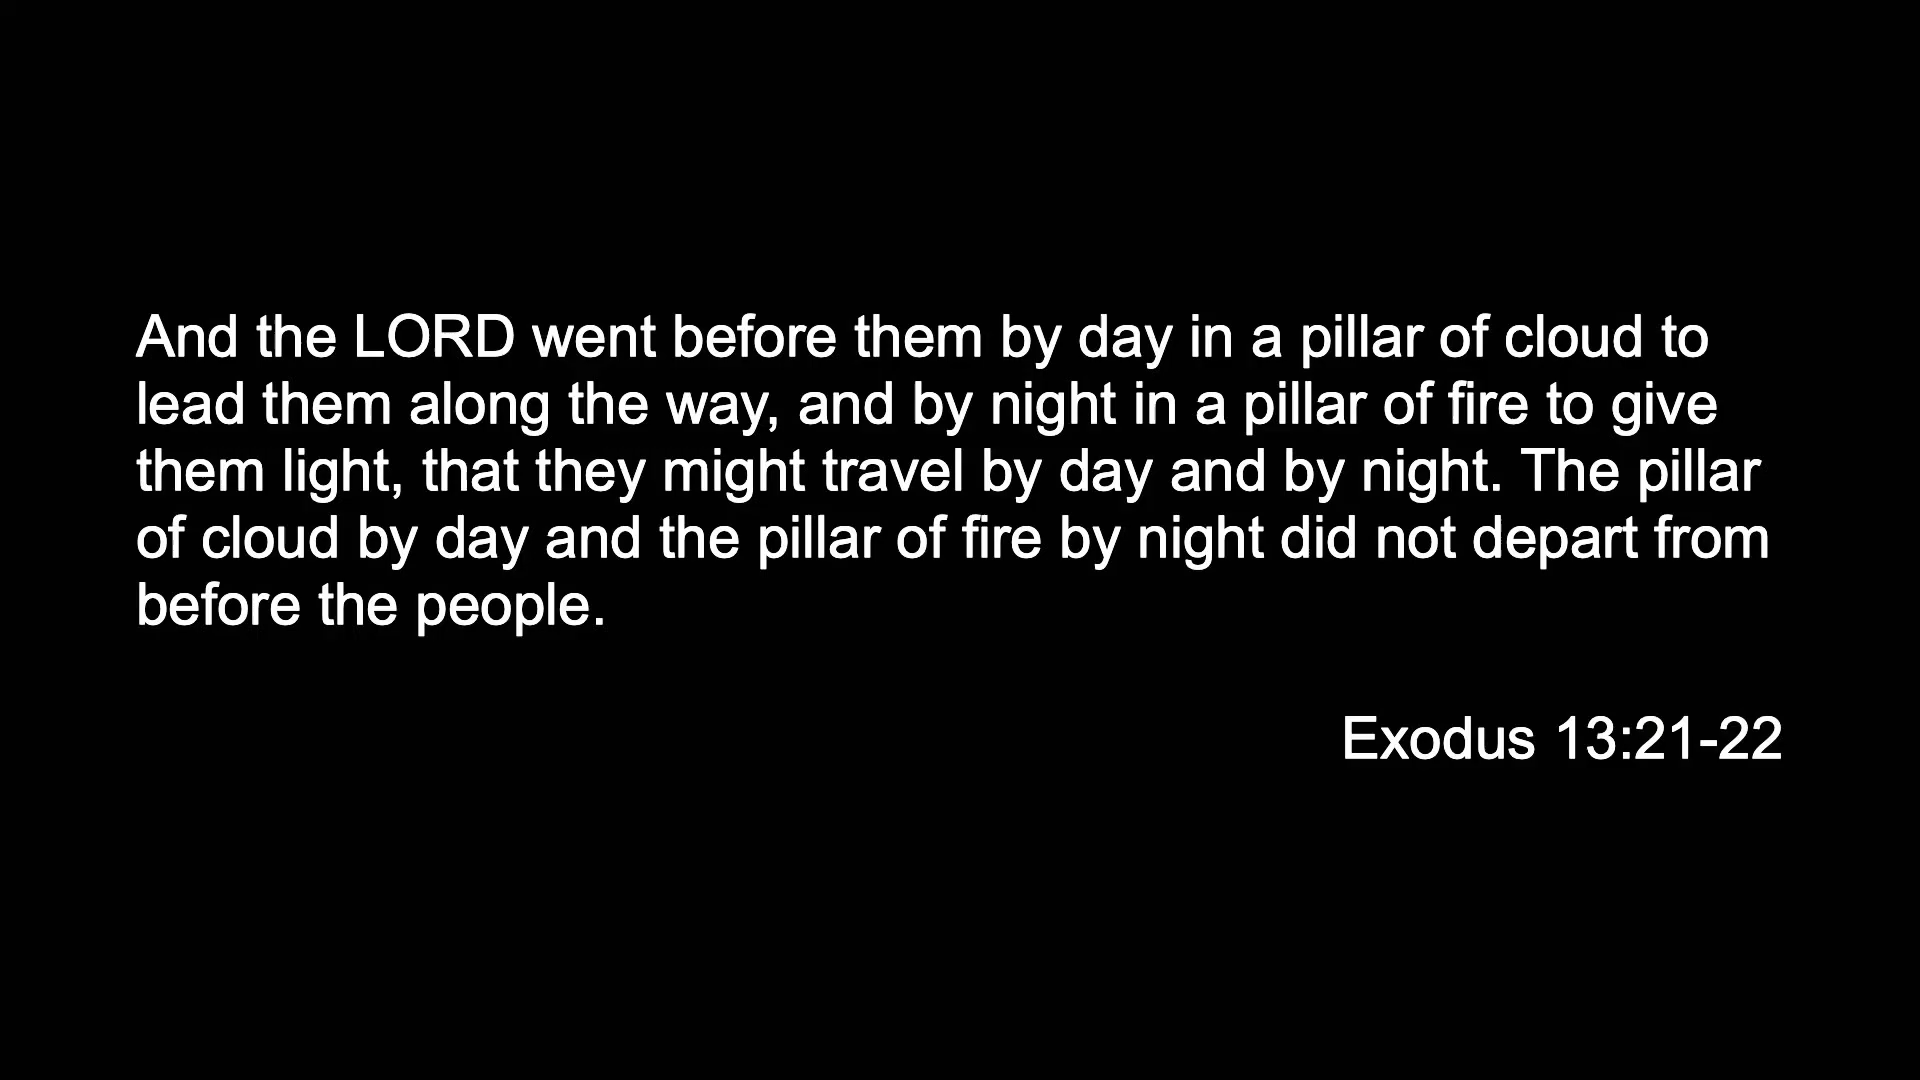 And the LORD went before them by day in a pillar of cloud to
lead them along the way, and by night in a pillar of fire to give
them light, that they might travel by day and by night. The pillar
of cloud by day and the pillar of fire by night did not depart from
before the people.
Exodus 13:21-22